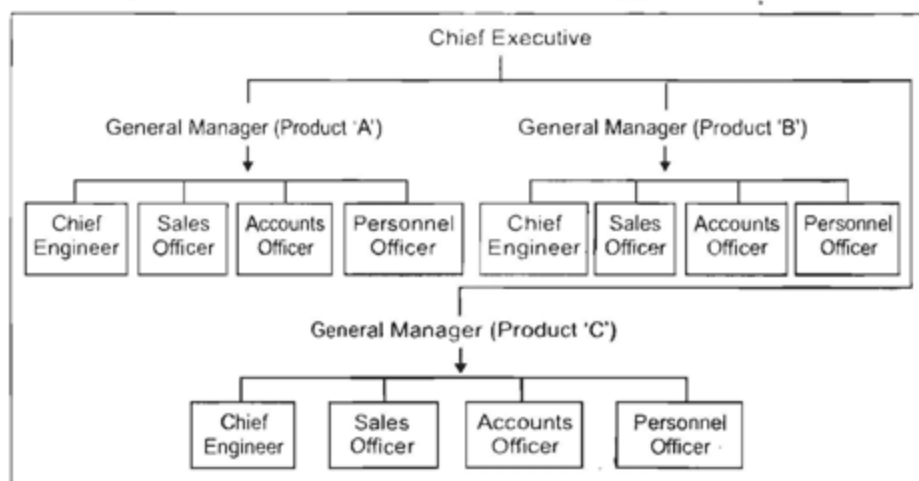 Chief Executive
General Manager (Product 'A')
General Manager (Product 'B')
Chief
Engineer
Sales
Officer
Accounts
Officer
Personnel
Officer
Chief
Engineer
Sales
Officer
Accounts
Officer
Personnel
Officer
General Manager (Product 'C')
Chief
Engineer
Sales
Officer
Accounts
Officer
Personnel
Officer